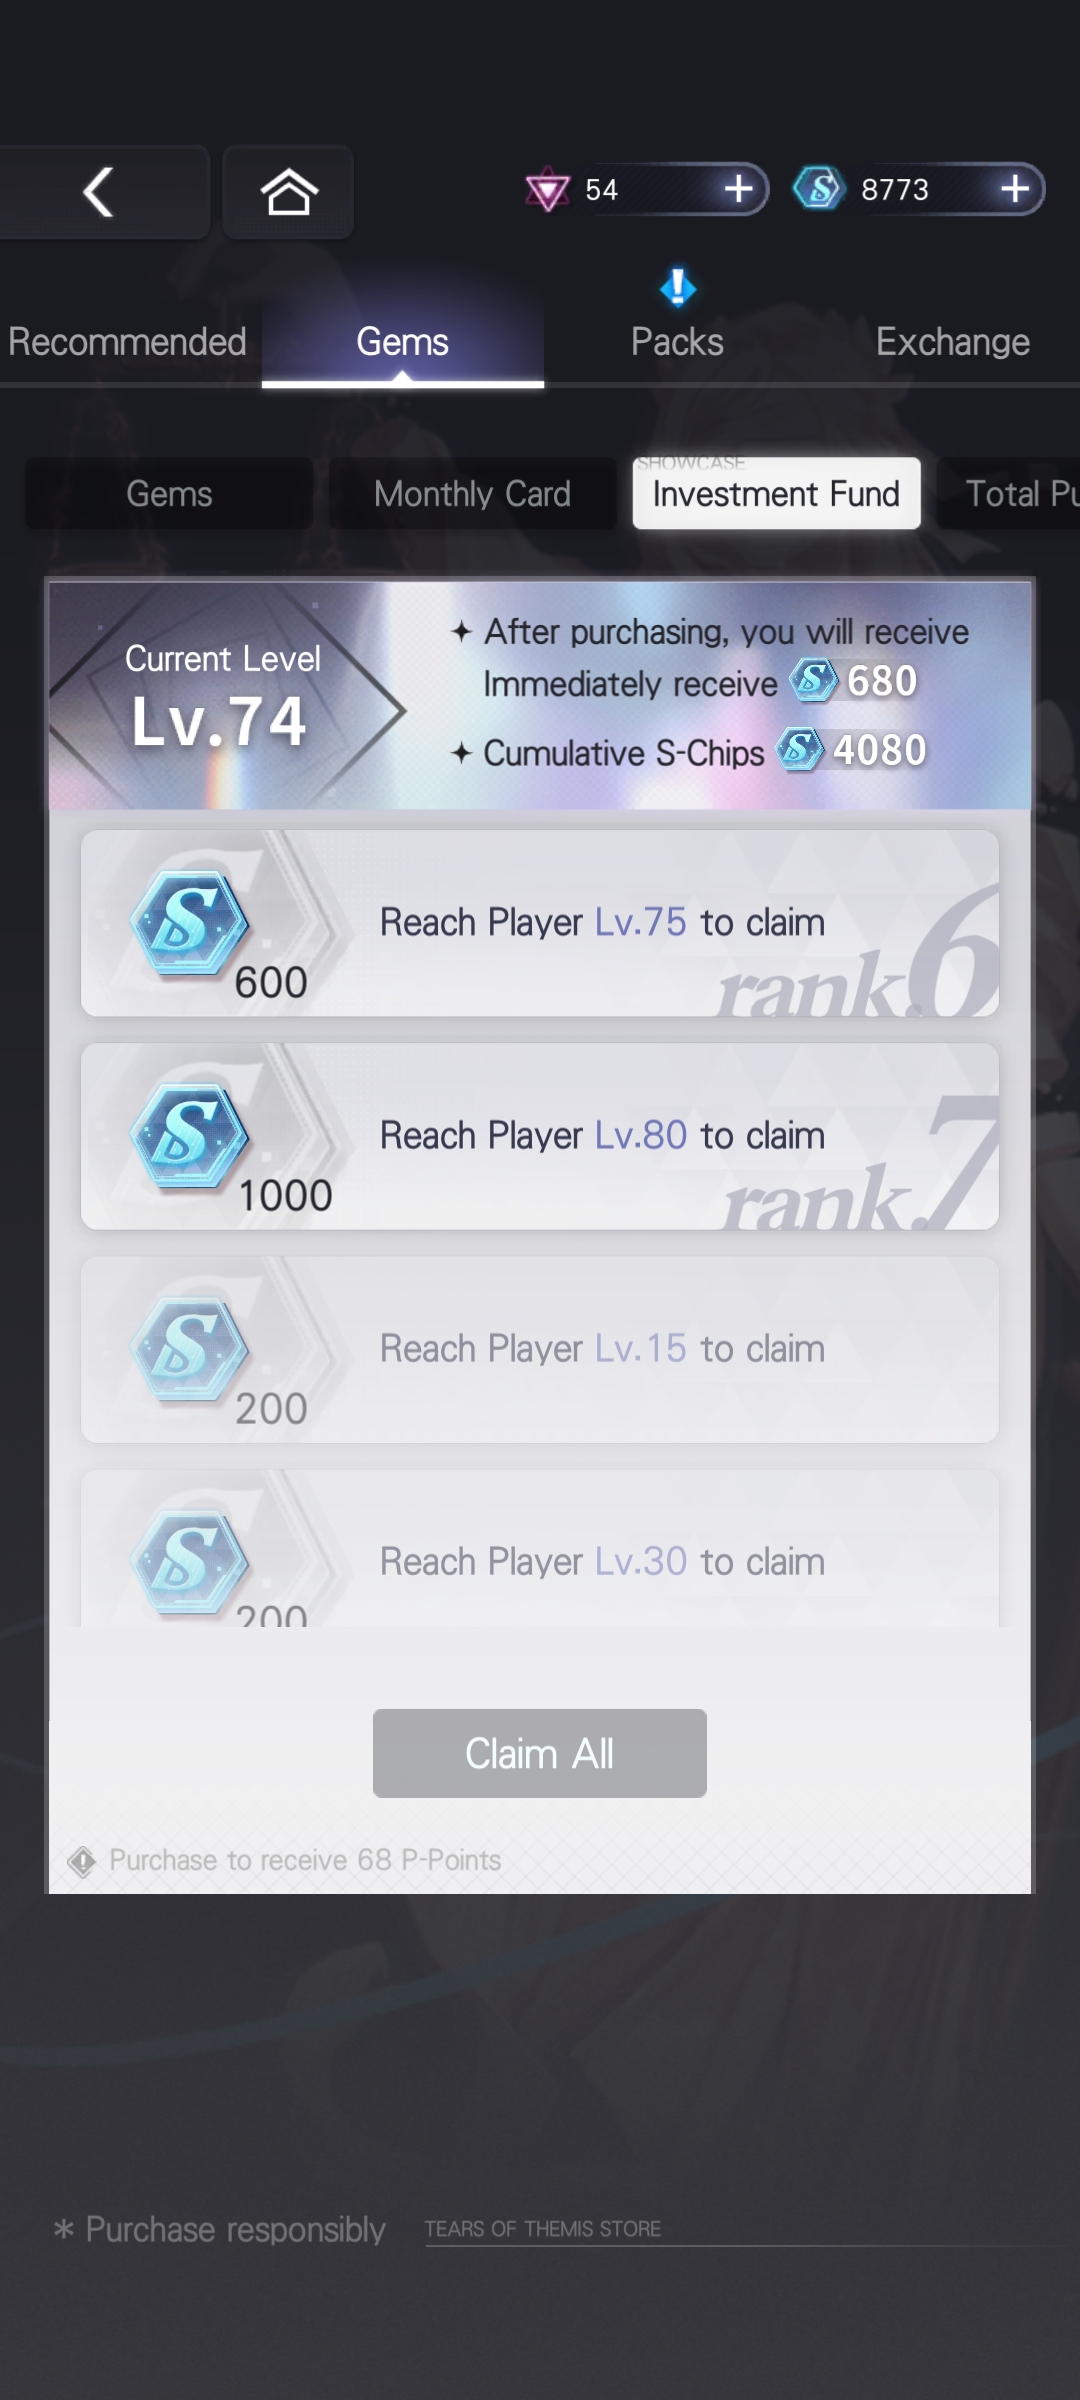 54
8773
Recommended
Gems
Packs
Exchange
Gems
Monthly Card
SHOWCASE
Investment Fund
Total Pu
Current Level
Lv.74
After purchasing, you will receive
Immediately receive 680
Cumulative S-Chips 4080
Reach Player Lv.75 to claim
600
rank.6
Reach Player Lv.80 to claim
1000
rank.7
Reach Player Lv.15 to claim
200
Reach Player Lv.30 to claim
200
Claim All
Purchase to receive 68 P-Points
* Purchase responsibly
TEARS OF THEMIS STORE